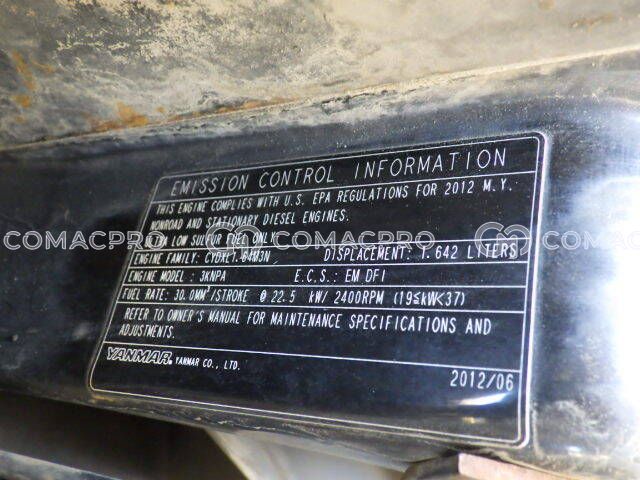 EMISSION CONTROL INFORMATION
THIS ENGINE COMPLIES WITH U.S. EPA REGULATIONS FOR 2012 M.Y.
NONROAD AND STATIONARY DIESEL ENGINES.
ULTRA LOW SULFUR FUEL ONLY
COMACPRO COMACPRO COMACPRO
ENGINE FAMILY: CYDXL1.64W3N DISPLACEMENT: 1.642 LITERS
ENGINE MODEL : 3KNPA E.C.S.: EM DFI
FUEL RATE: 30.0MM³/STROKE @ 22.5 kW/ 2400RPM (19≤kW<37)
REFER TO OWNER'S MANUAL FOR MAINTENANCE SPECIFICATIONS AND
ADJUSTMENTS.
YANMAR YANMAR CO., LTD.
2012/06